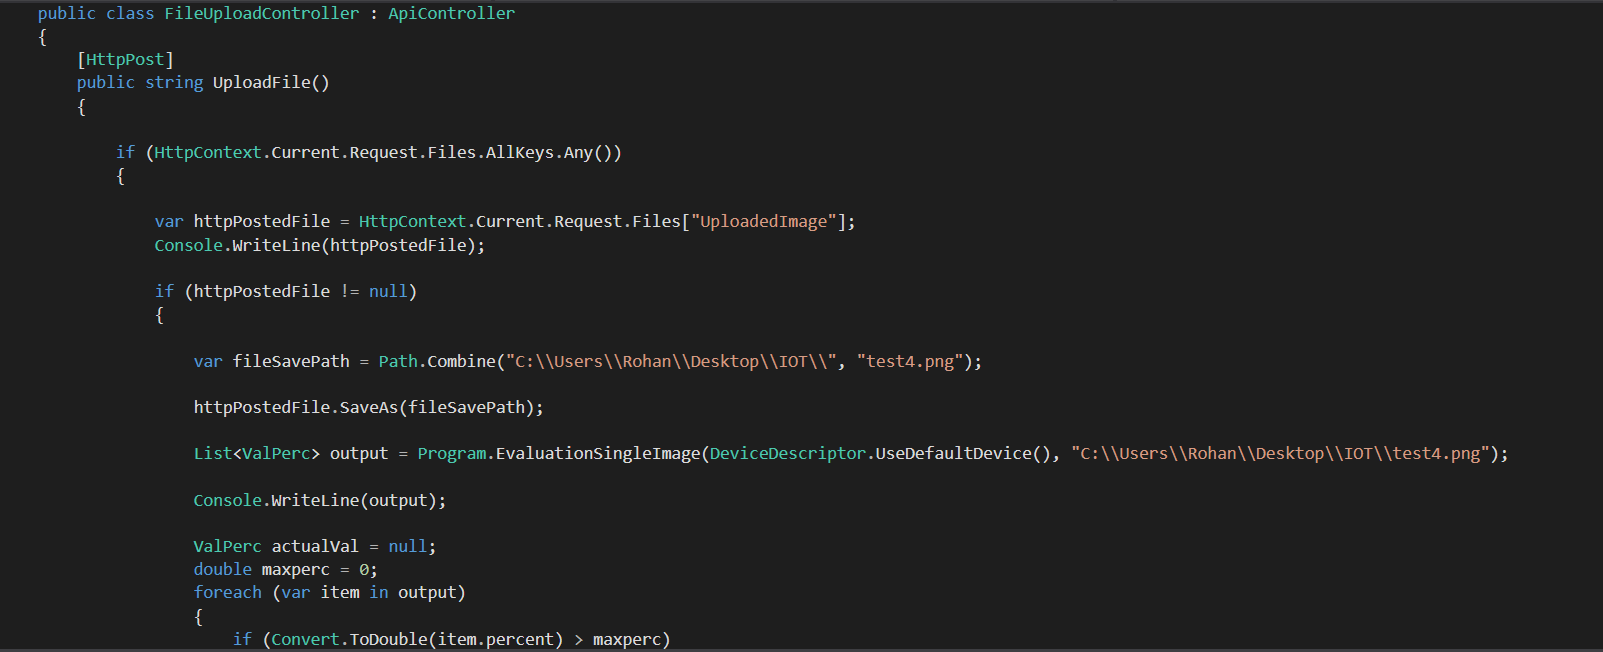 public class FileUploadController : ApiController
{
[HttpPost]
public string UploadFile()
{
if (HttpContext.Current.Request.Files.AllKeys.Any())
{
var httpPostedFile = HttpContext.Current.Request.Files["UploadedImage"];
Console.WriteLine(httpPostedFile);
if (httpPostedFile != null)
{
var fileSavePath = Path.Combine("C:\\Users\\Rohan\\Desktop\\IOT\\", "test4.png");
httpPostedFile.SaveAs(fileSavePath);
List<ValPerc> output = Program.EvaluationSingleImage(DeviceDescriptor.UseDefaultDevice(), "C:\\Users\\Rohan\\Desktop\\IOT\\test4.png");
Console.WriteLine(output);
ValPerc actualVal = null;
double maxperc = 0;
foreach (var item in output)
{
if (Convert.ToDouble(item.percent) > maxperc)